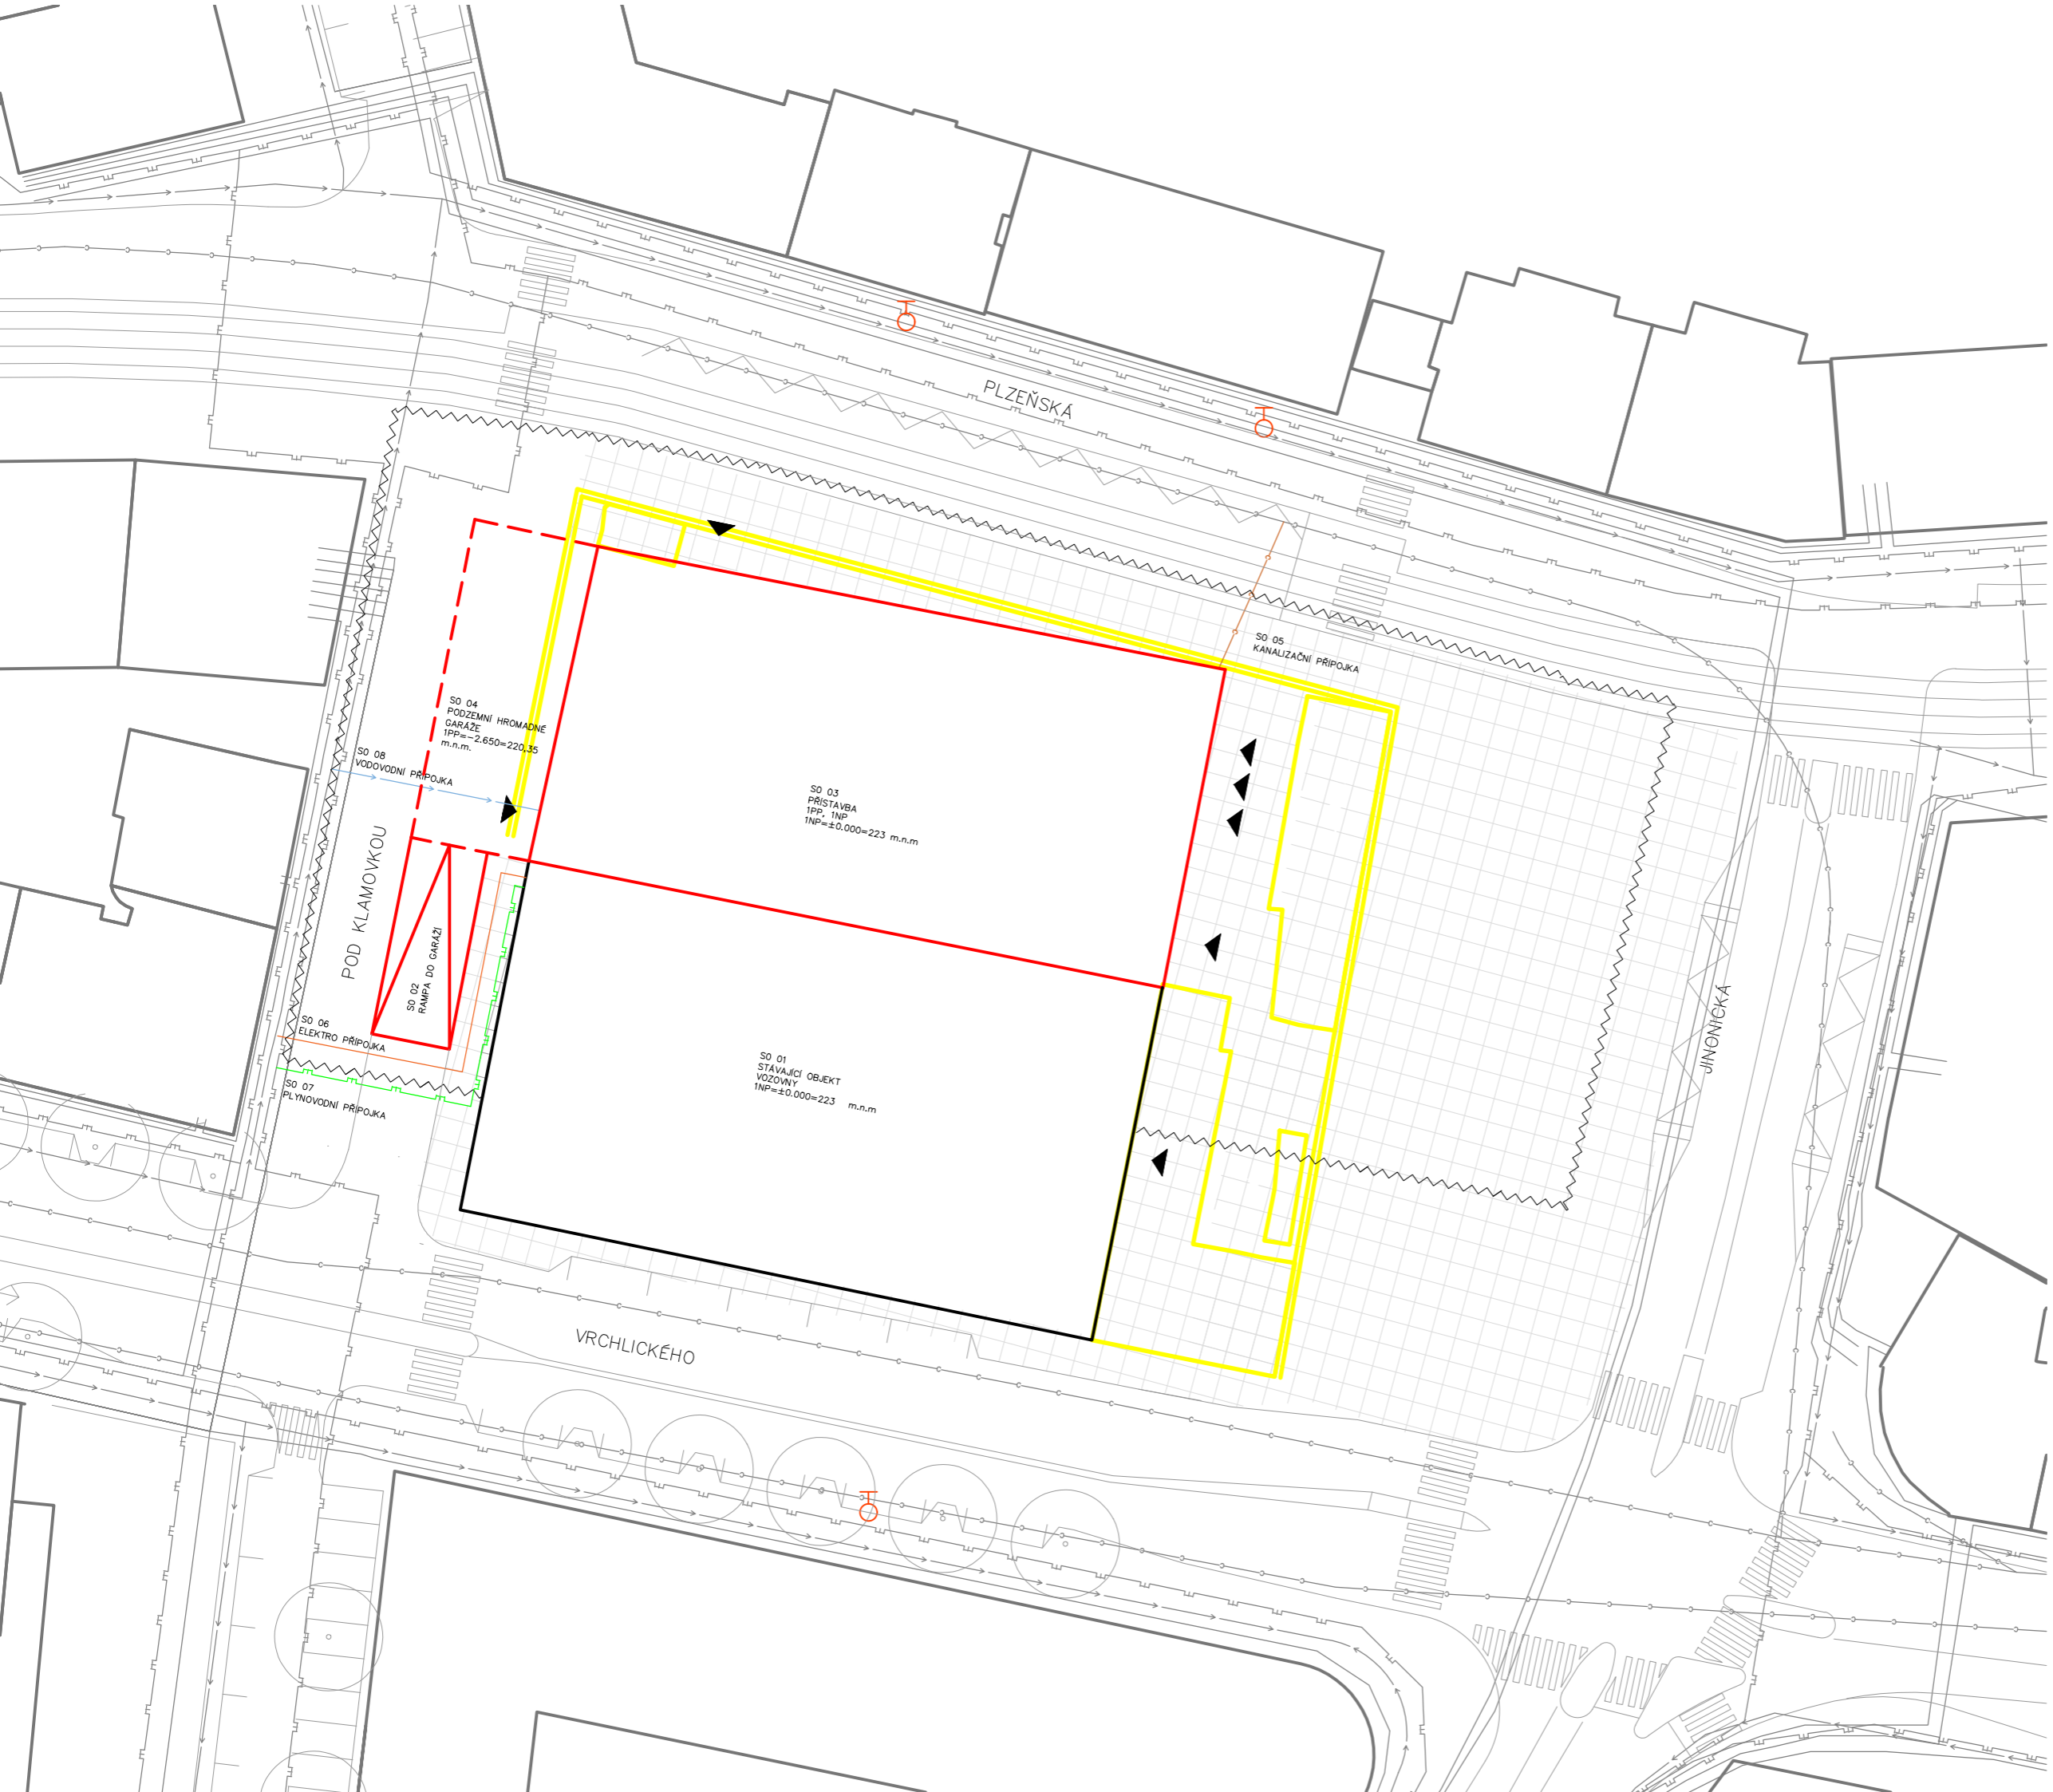 PLZEŇSKÁ
SO 05
KANALIZAČNÍ PŘÍPOJKA
SO 04
PODZEMNÍ HROMADNÉ
GARÁŽE
1PP=-2.650=220,35
m.n.m.
SO 08
VODOVODNÍ PŘÍPOJKA
SO 03
PŘÍSTAVBA
1PP, 1NP
1NP=±0.000=223 m.n.m
POD KLAMOVKOU
SO 02
RAMPA DO GARÁŽÍ
SO 06
ELEKTRO PŘÍPOJKA
SO 07
PLYNOVODNÍ PŘÍPOJKA
SO 01
STÁVAJÍCÍ OBJEKT
VOZOVNY
1NP=±0.000=223 m.n.m
JINONICKÁ
VRCHLICKÉHO